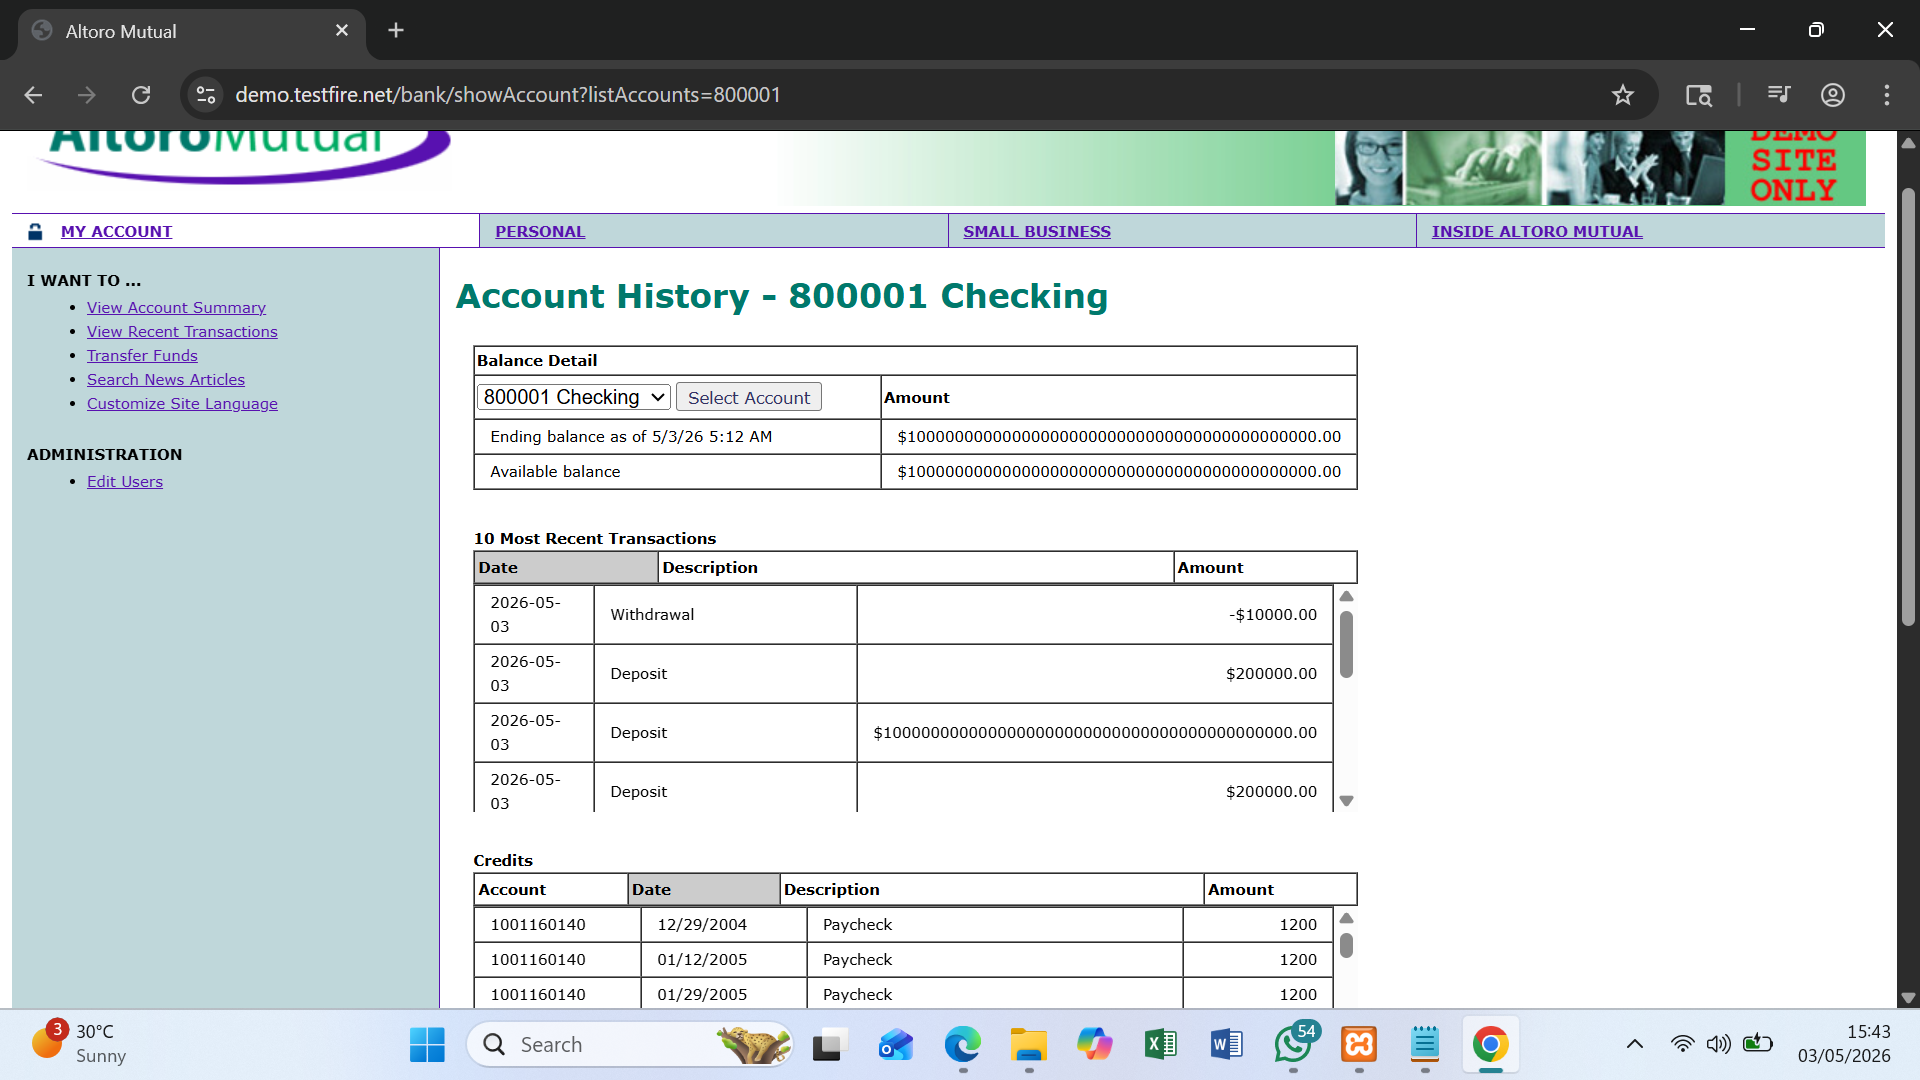 Altoro Mutual
demo.testfire.net/bank/showAccount?listAccounts=800001
AltoroMutual
DEMO
SITE
ONLY
MY ACCOUNT
PERSONAL
SMALL BUSINESS
INSIDE ALTORO MUTUAL
I WANT TO ...
View Account Summary
View Recent Transactions
Transfer Funds
Search News Articles
Customize Site Language
ADMINISTRATION
Edit Users
Account History - 800001 Checking
Balance Detail
800001 Checking Select Account Amount
Ending balance as of 5/3/26 5:12 AM
Available balance
10 Most Recent Transactions
Date Description Amount
2026-05-
03 Withdrawal -$10000.00
2026-05-
03 Deposit $200000.00
2026-05-
03 Deposit
2026-05-
03 Deposit $200000.00
Credits
Account Date Description Amount
1001160140 12/29/2004 Paycheck 1200
1001160140 01/12/2005 Paycheck 1200
1001160140 01/29/2005 Paycheck 1200
3
30°C
Sunny
Search
54
15:43
03/05/2026